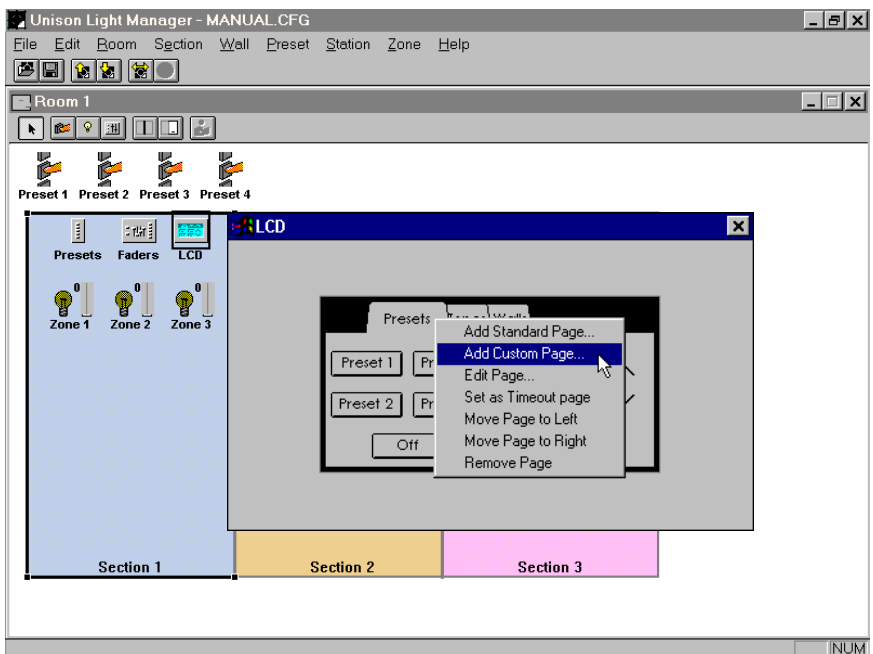 Unison Light Manager - MANUAL.CFG
File Edit Room Section Wall Preset Station Zone Help
Room 1
Preset 1 Preset 2 Preset 3 Preset 4
LCD
Presets Faders LCD
0 0 0
Zone 1 Zone 2 Zone 3
Presets
Add Standard Page...
Preset 1
Add Custom Page...
Edit Page...
Preset 2
Set as Timeout page
Move Page to Left
Off
Move Page to Right
Remove Page
Section 1 Section 2 Section 3
NUM